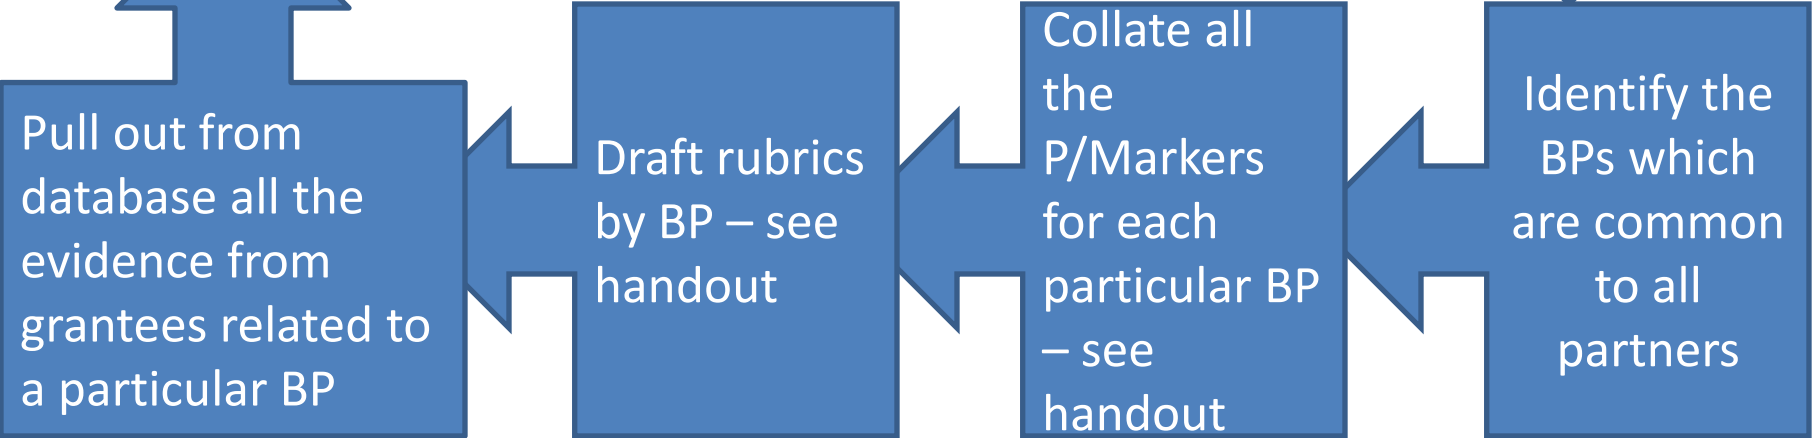 Pull out from
database all the
evidence from
grantees related to
a particular BP
Draft rubrics
by BP – see
handout
Collate all
the
P/Markers
for each
particular BP
– see
handout
Identify the
BPs which
are common
to all
partners